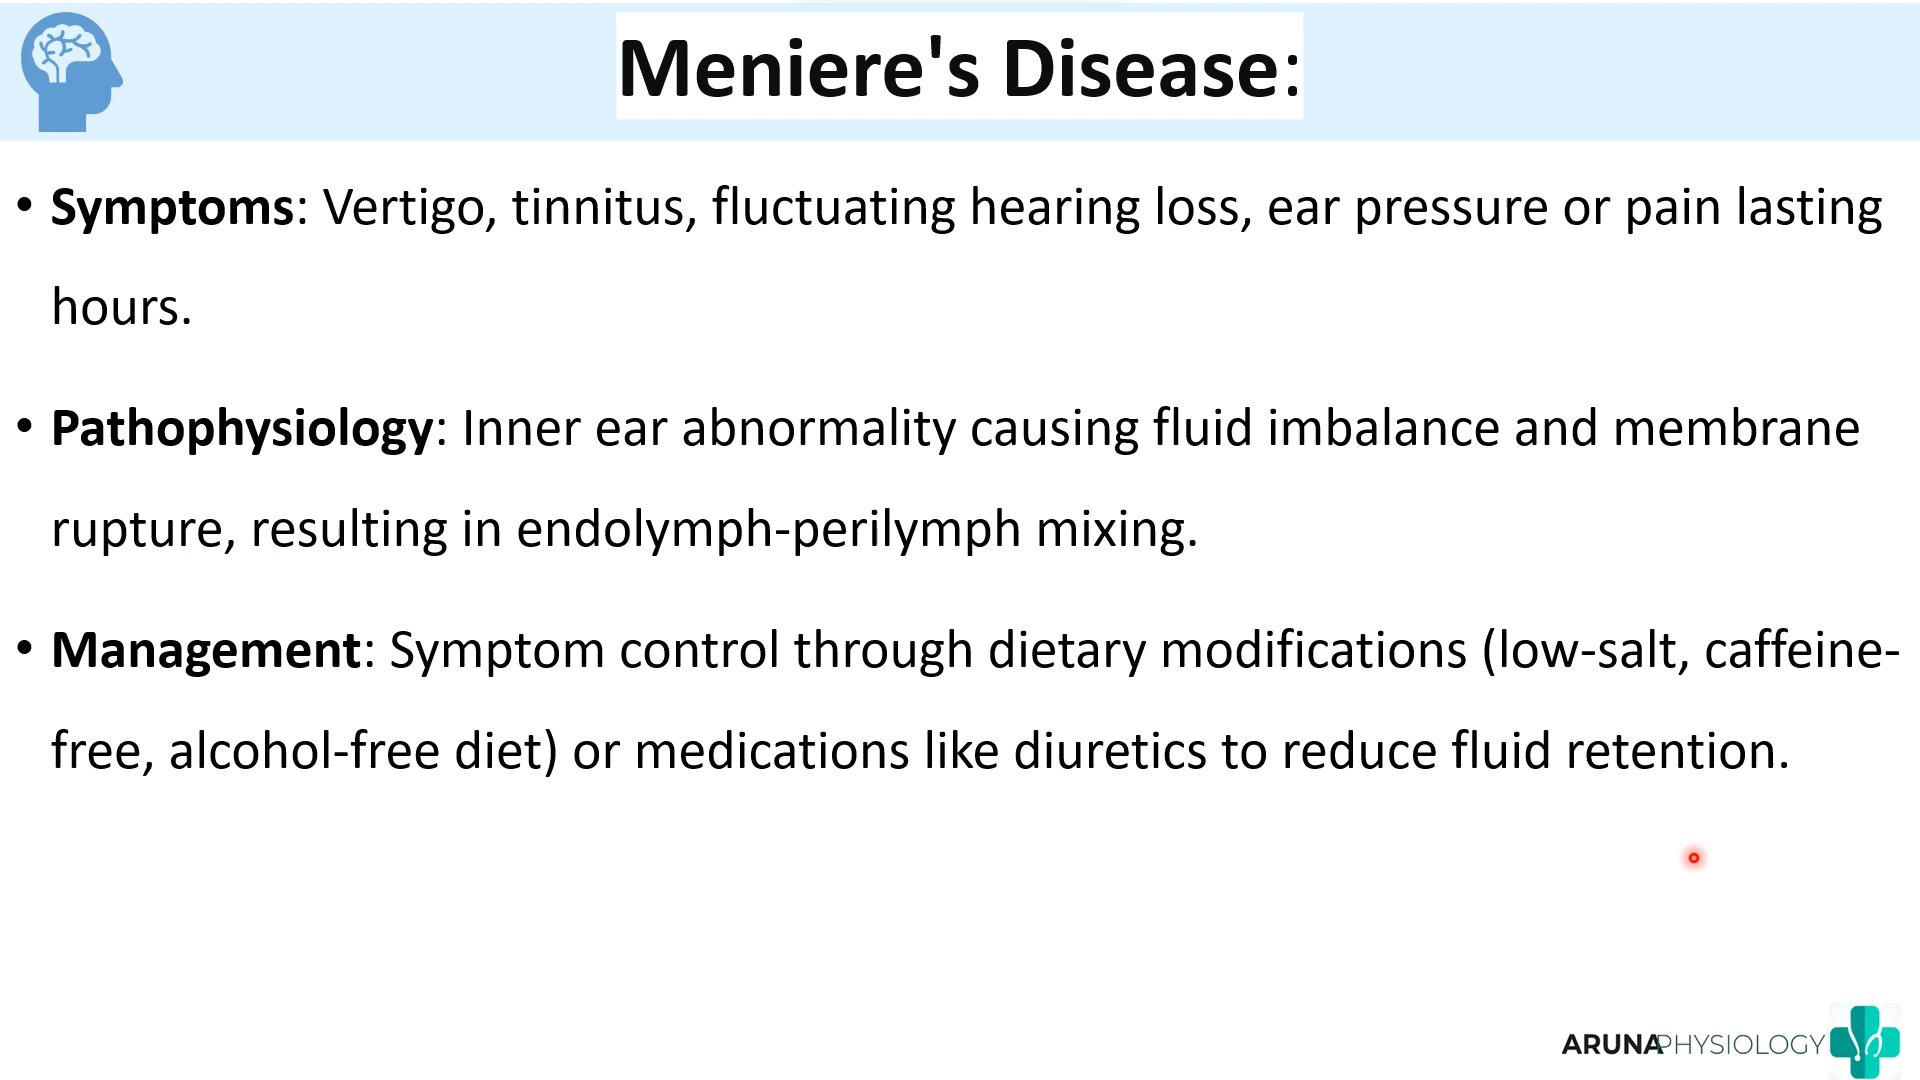 Meniere's Disease:
• Symptoms: Vertigo, tinnitus, fluctuating hearing loss, ear pressure or pain lasting
hours.
• Pathophysiology: Inner ear abnormality causing fluid imbalance and membrane
rupture, resulting in endolymph-perilymph mixing.
• Management: Symptom control through dietary modifications (low-salt, caffeine-
free, alcohol-free diet) or medications like diuretics to reduce fluid retention.
ARUNAPHYSIOLOGY